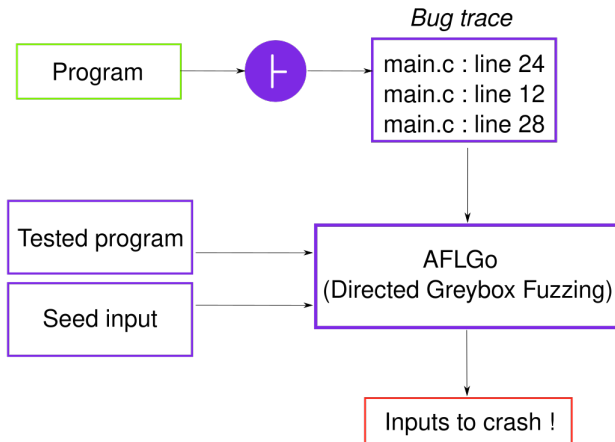 Bug trace
Program
main.c : line 24
main.c : line 12
main.c : line 28
Tested program
Seed input
AFLGo
(Directed Greybox Fuzzing)
Inputs to crash !